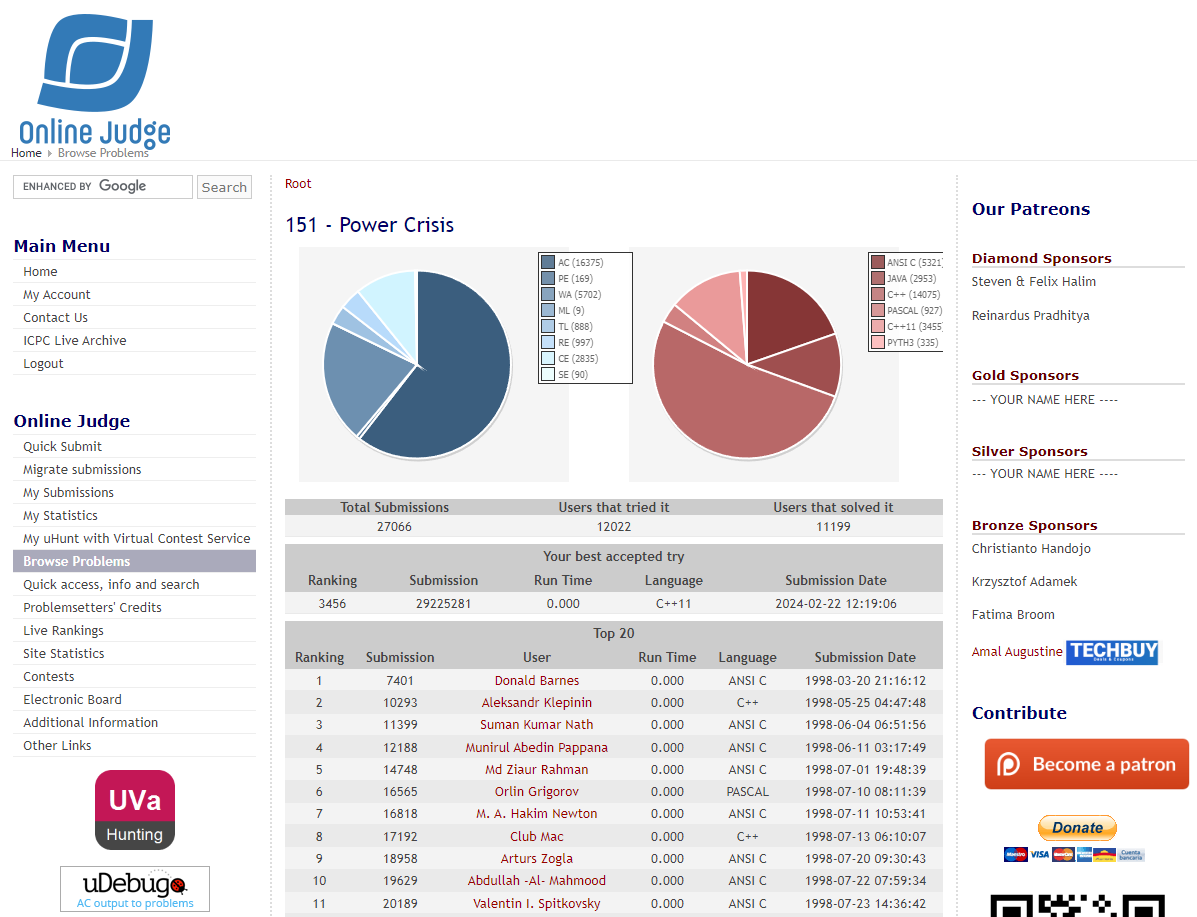 Online Judge
Home Browse Problems
ENHANCED BY Google Search
Main Menu
Home
My Account
Contact Us
ICPC Live Archive
Logout
Online Judge
Quick Submit
Migrate submissions
My Submissions
My Statistics
My uHunt with Virtual Contest Service
Browse Problems
Quick access, info and search
Problemsetters' Credits
Live Rankings
Site Statistics
Contests
Electronic Board
Additional Information
Other Links
UVa
Hunting
uDebug
AC output to problems
Root
151 - Power Crisis
AC (16375)
PE (169)
WA (5702)
ML (9)
TL (888)
RE (997)
CE (2835)
SE (90)
ANSI C (5321)
JAVA (2953)
C++ (14075)
PASCAL (927)
C++11 (3455)
PYTH3 (335)
Total Submissions Users that tried it Users that solved it
27066 12022 11199
Your best accepted try
Ranking Submission Run Time Language Submission Date
3456 29225281 0.000 C++11 2024-02-22 12:19:06
Top 20
Ranking Submission User Run Time Language Submission Date
1 7401 Donald Barnes 0.000 ANSI C 1998-03-20 21:16:12
2 10293 Aleksandr Klepinin 0.000 C++ 1998-05-25 04:47:48
3 11399 Suman Kumar Nath 0.000 ANSI C 1998-06-04 06:51:56
4 12188 Munirul Abedin Pappana 0.000 ANSI C 1998-06-11 03:17:49
5 14748 Md Ziaur Rahman 0.000 ANSI C 1998-07-01 19:48:39
6 16565 Orlin Grigorov 0.000 PASCAL 1998-07-10 08:11:39
7 16818 M. A. Hakim Newton 0.000 ANSI C 1998-07-11 10:53:41
8 17192 Club Mac 0.000 C++ 1998-07-13 06:10:07
9 18958 Arturs Zogla 0.000 ANSI C 1998-07-20 09:30:43
10 19629 Abdullah -Al- Mahmood 0.000 ANSI C 1998-07-22 07:59:34
11 20189 Valentin I. Spitkovsky 0.000 ANSI C 1998-07-23 14:36:42
Our Patreons
Diamond Sponsors
Steven & Felix Halim
Reinardus Pradhitya
Gold Sponsors
--- YOUR NAME HERE ----
Silver Sponsors
--- YOUR NAME HERE ----
Bronze Sponsors
Christianto Handojo
Krzysztof Adamek
Fatima Broom
Amal Augustine TECHBUY
Deals & Coupons
Contribute
Become a patron
Donate
Maestro VISA Cuenta bancaria